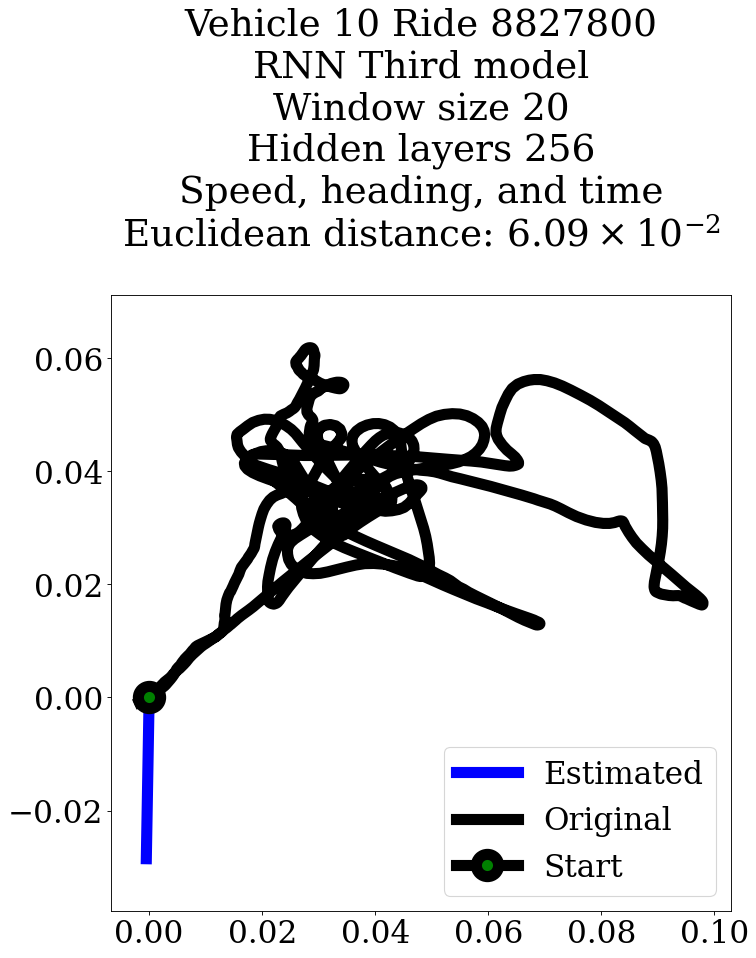 Vehicle 10 Ride 8827800
RNN Third model
Window size 20
Hidden layers 256
Speed, heading, and time
Euclidean distance: 6.09 × 10⁻²
0.06
0.04
0.02
0.00
−0.02
Estimated
Original
Start
0.00 0.02 0.04 0.06 0.08 0.10